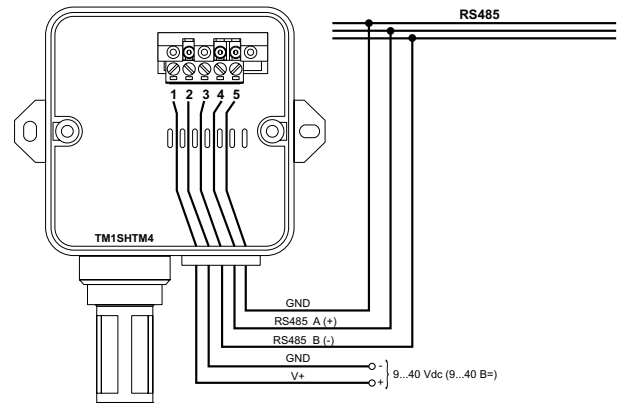 RS485
1 2 3 4 5
TM1SHTM4
GND
RS485 A (+)
RS485 B (-)
GND
-
9...40 Vdc (9...40 B=)
V+
+